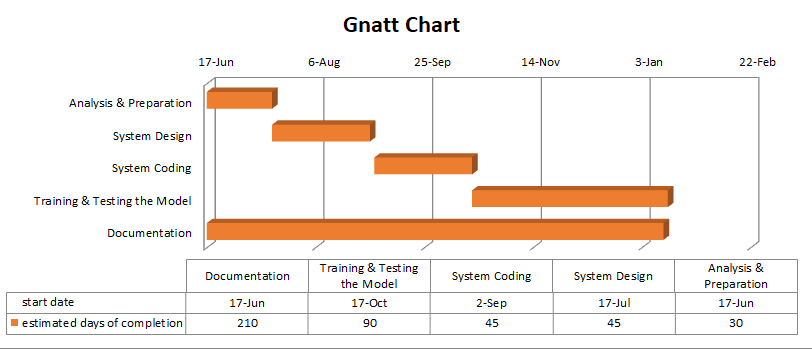 Gnatt Chart
17-Jun 6-Aug 25-Sep 14-Nov 3-Jan 22-Feb
Analysis & Preparation
System Design
System Coding
Training & Testing the Model
Documentation
Documentation Training & Testing the Model System Coding System Design Analysis & Preparation
start date 17-Jun 17-Oct 2-Sep 17-Jul 17-Jun
estimated days of completion 210 90 45 45 30